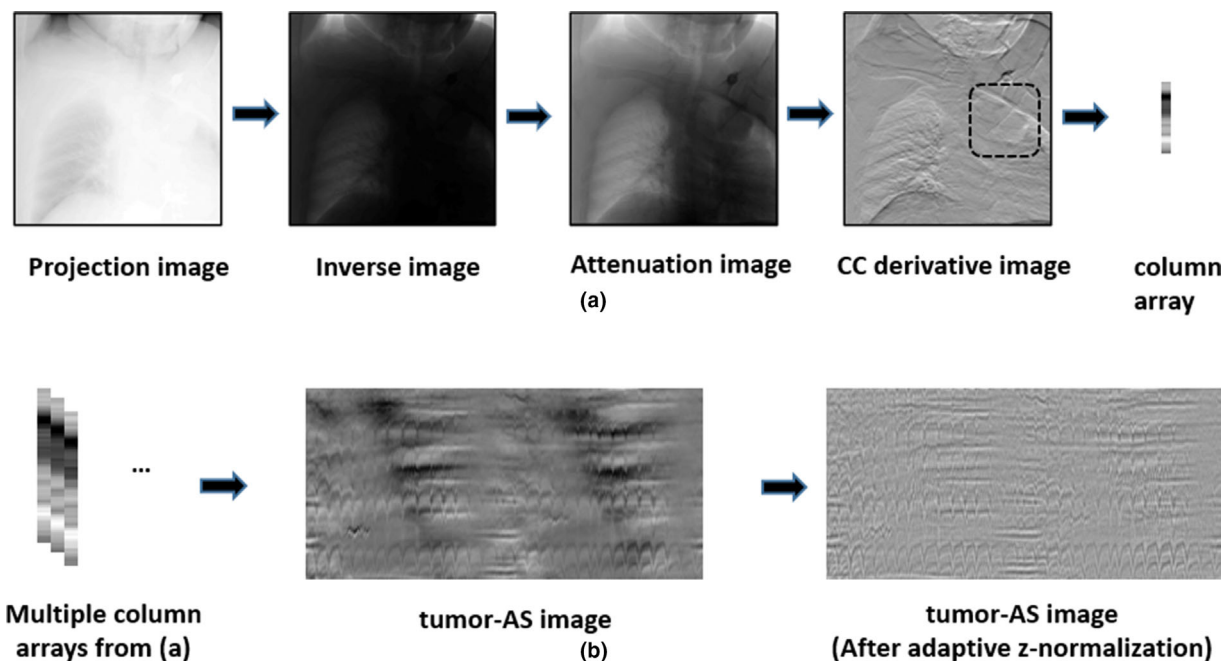 Projection image
Inverse image
Attenuation image
CC derivative image
column
array
(a)
...
Multiple column
arrays from (a)
tumor-AS image
tumor-AS image
(After adaptive z-normalization)
(b)